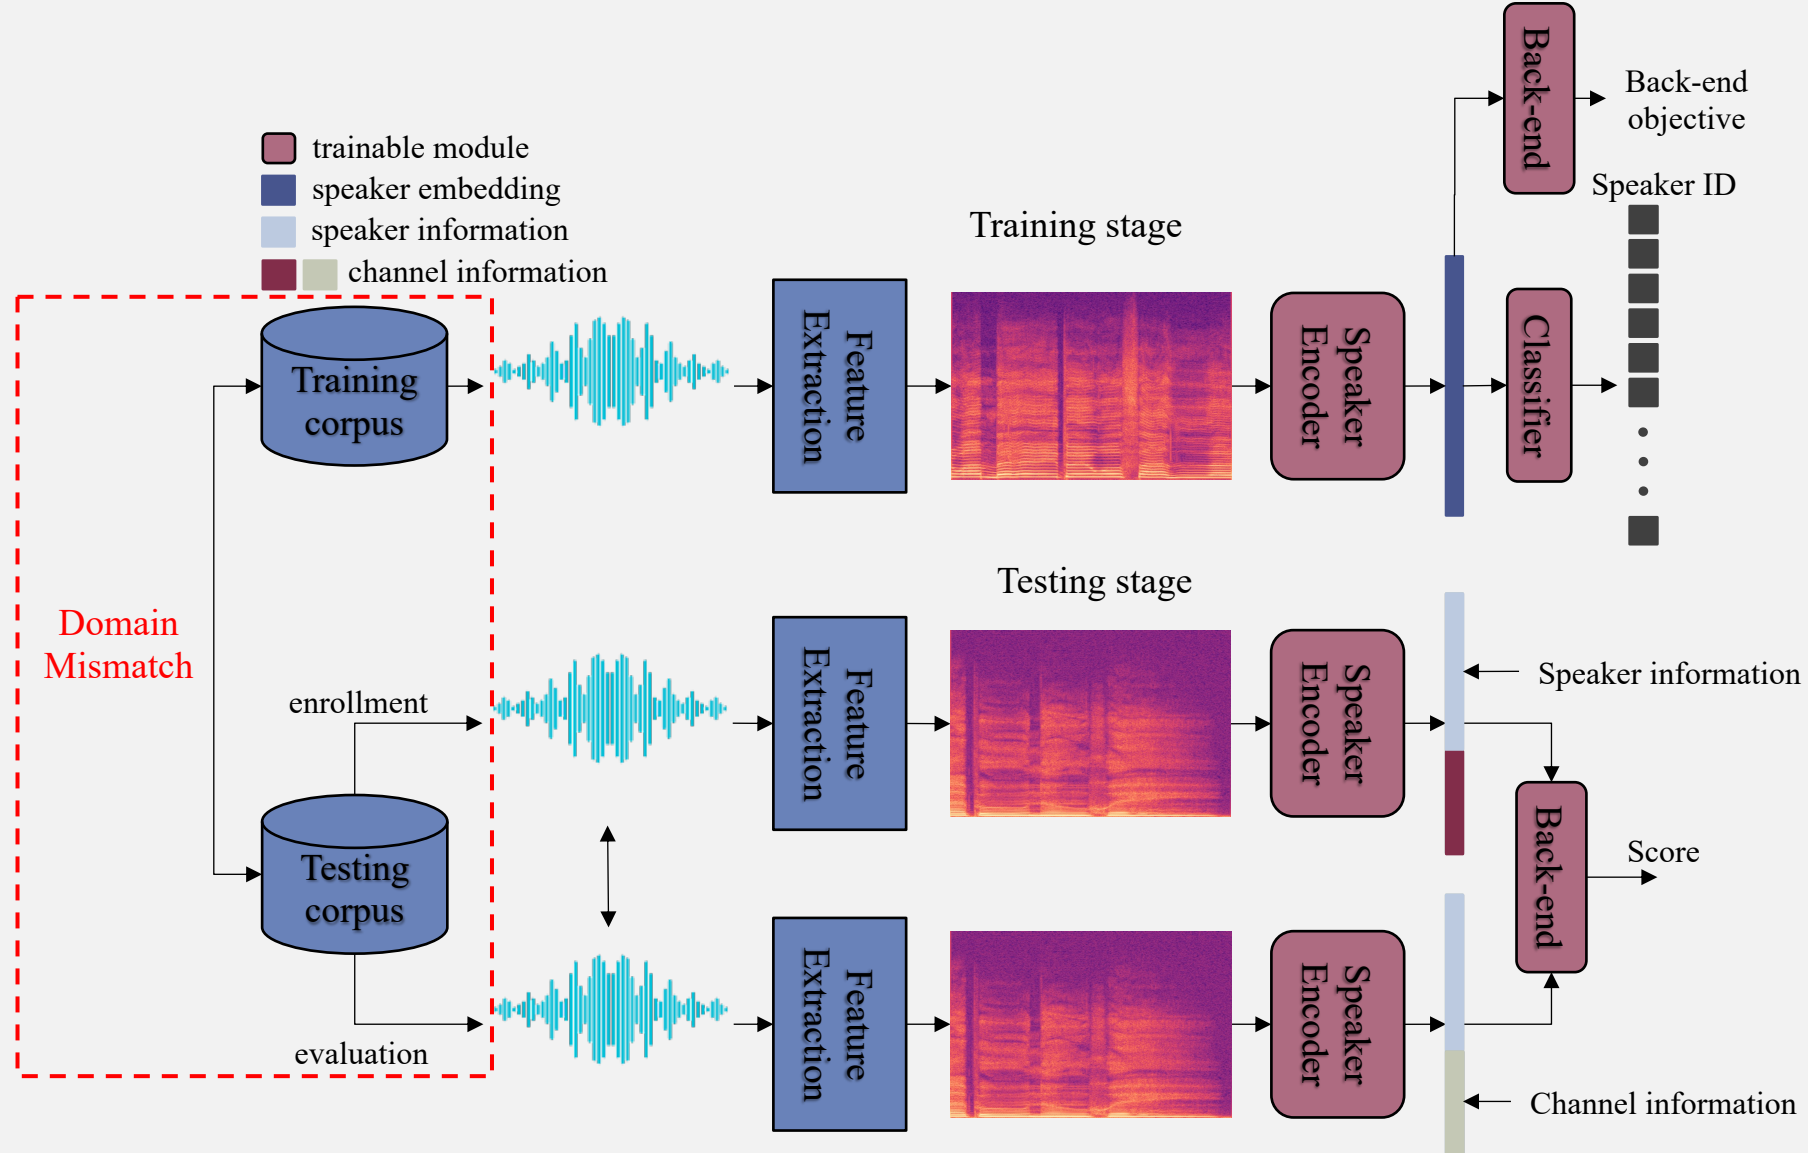 Back-end
Back-end
objective
trainable module
speaker embedding
speaker information
channel information
Training stage
Speaker ID
Training
corpus
Feature
Extraction
Speaker
Encoder
Classifier
Domain
Mismatch
Testing stage
enrollment
Feature
Extraction
Speaker
Encoder
Speaker information
Testing
corpus
Back-end
Score
evaluation
Feature
Extraction
Speaker
Encoder
Channel information